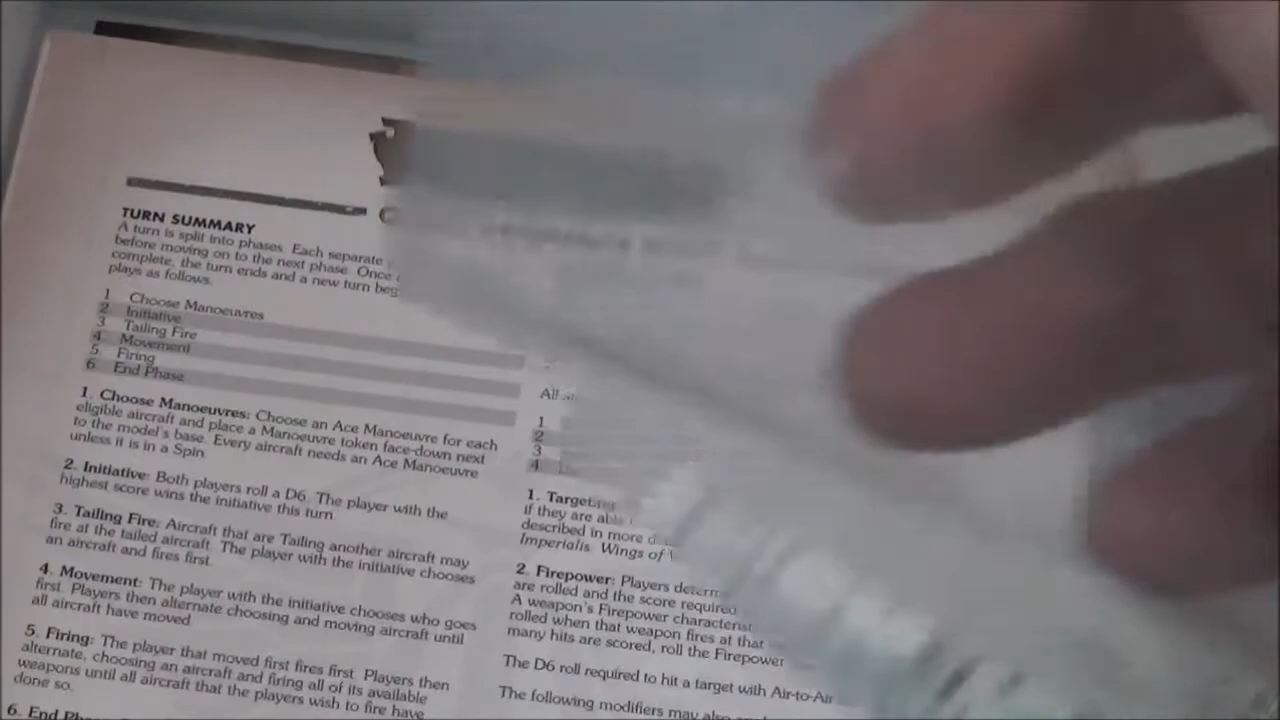 TURN SUMMARY
A turn is split into phases. Each separate
before moving on to the next phase. Once
complete, the turn ends and a new turn beg
plays as follows.
1 Choose Manoeuvres
2. Initiative
3 Tailing Fire
4. Movement
5. Firing
6. End Phase
1. Choose Manoeuvres: Choose an Ace Manoeuvre for each
eligible aircraft and place a Manoeuvre token face-down next
to the model's base. Every aircraft needs an Ace Manoeuvre
unless it is in a Spin.
2. Initiative: Both players roll a D6. The player with the
highest score wins the initiative this turn.
3. Tailing Fire: Aircraft that are Tailing another aircraft may
fire at the tailed aircraft. The player with the initiative chooses
an aircraft and fires first.
4. Movement: The player with the initiative chooses who goes
first. Players then alternate choosing and moving aircraft until
all aircraft have moved.
5. Firing: The player that moved first fires first. Players then
alternate, choosing an aircraft and firing all of its available
weapons until all aircraft that the players wish to fire have
done so.
6. End Ph
All
1
2
3
4
1. Target
if they are able
described in more d
Imperialis: Wings of
2. Firepower: Players determ
are rolled and the score required
A weapon's Firepower characterist
rolled when that weapon fires at that
many hits are scored, roll the Firepower
The D6 roll required to hit a target with Air-to-Air
The following modifiers may also